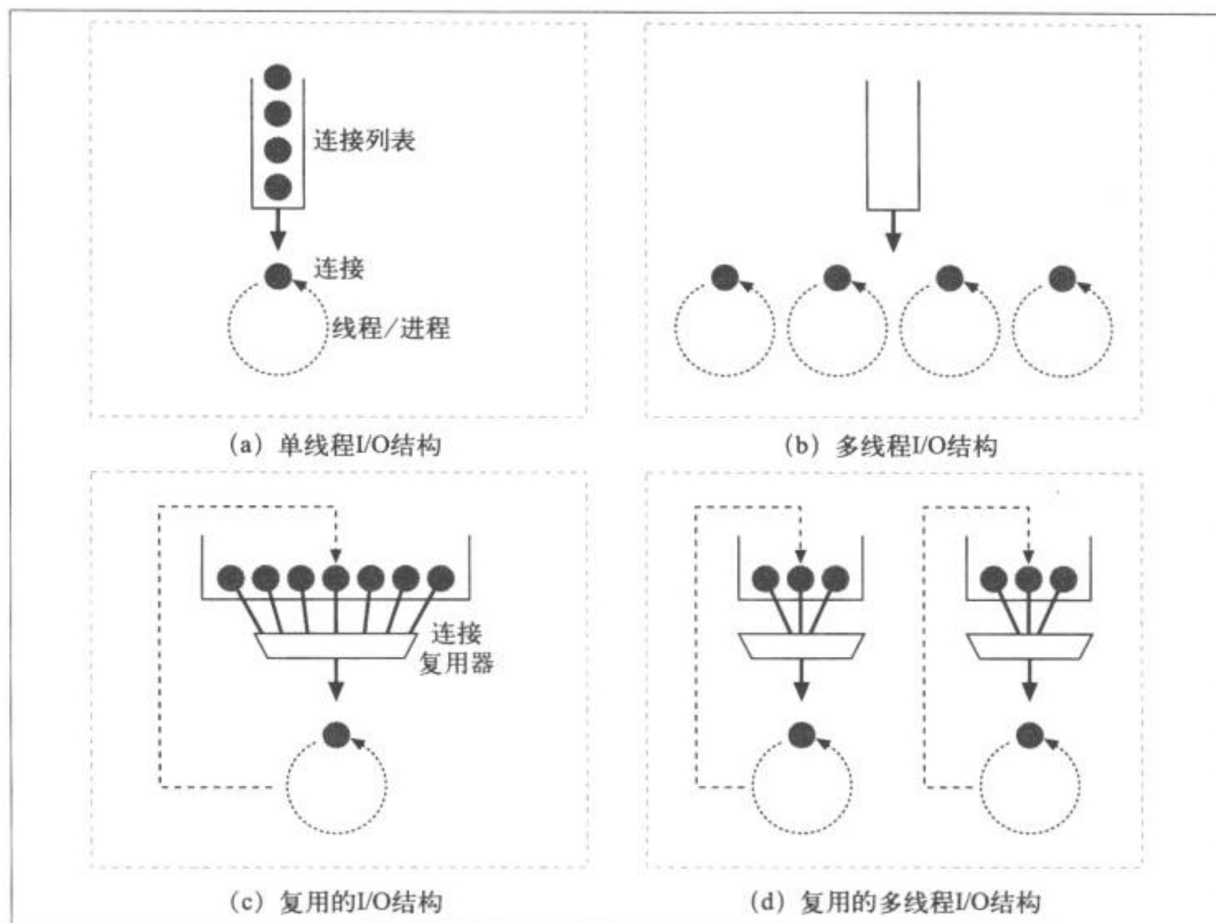 连接列表
连接
线程/进程
(a) 单线程I/O结构
(b) 多线程I/O结构
连接
复用器
(c) 复用的I/O结构
(d) 复用的多线程I/O结构